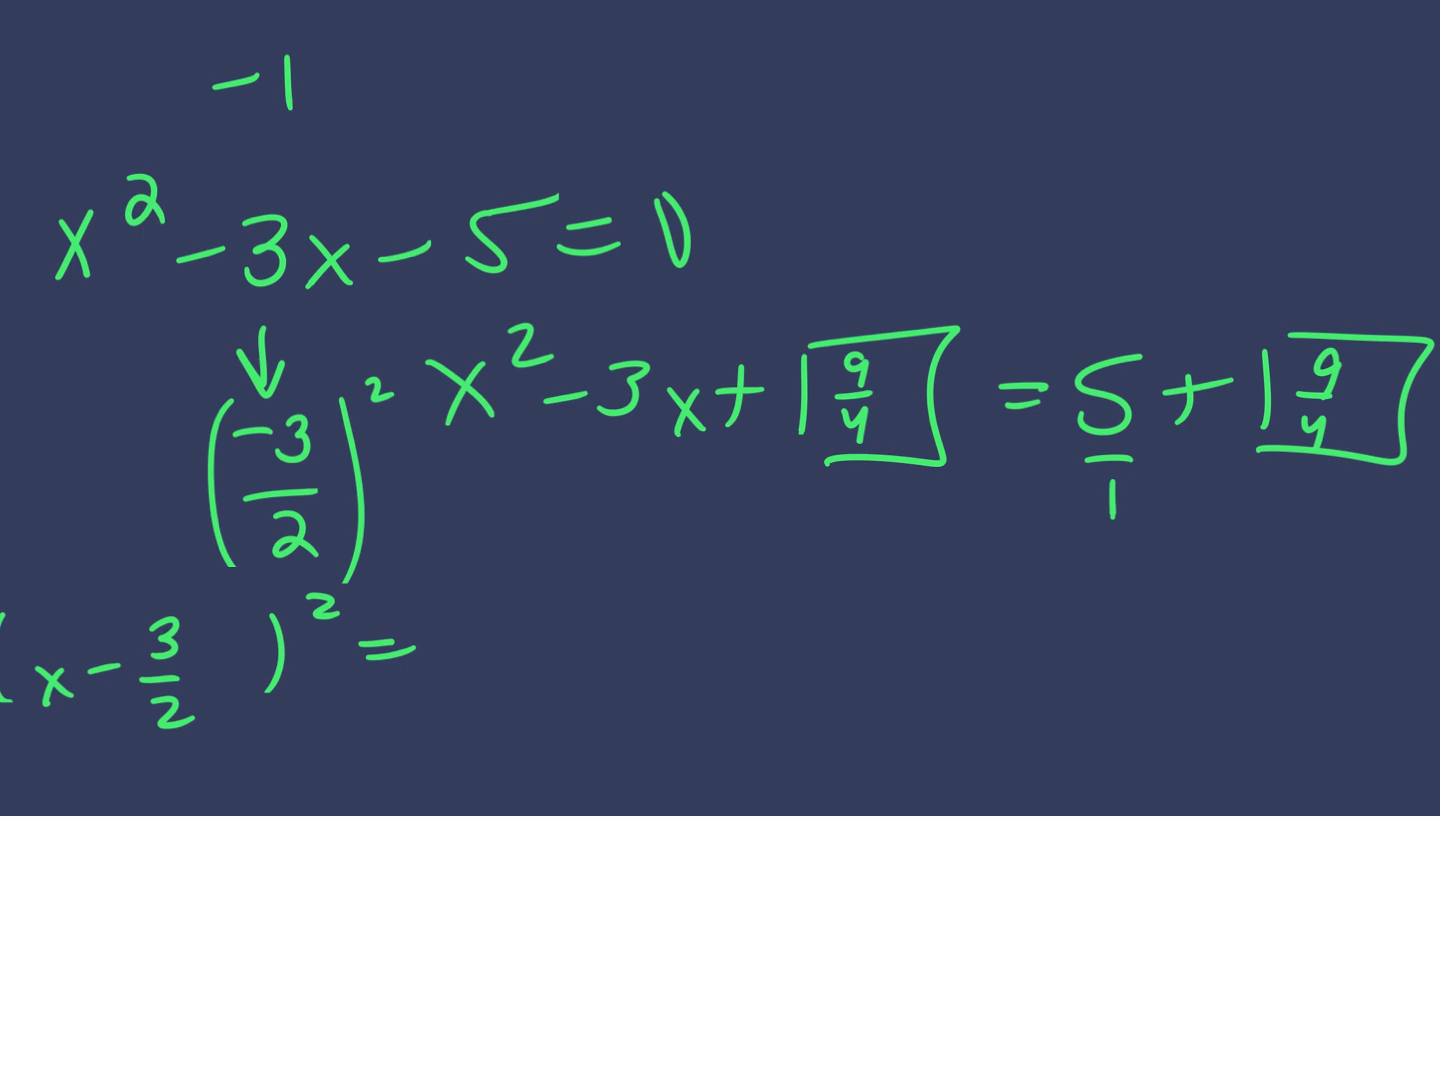 -1
x² - 3x - 5 = 0
↓
(-3/2)² x² - 3x + [9/4] = 5/1 + [9/4]
(x - 3/2 )² =